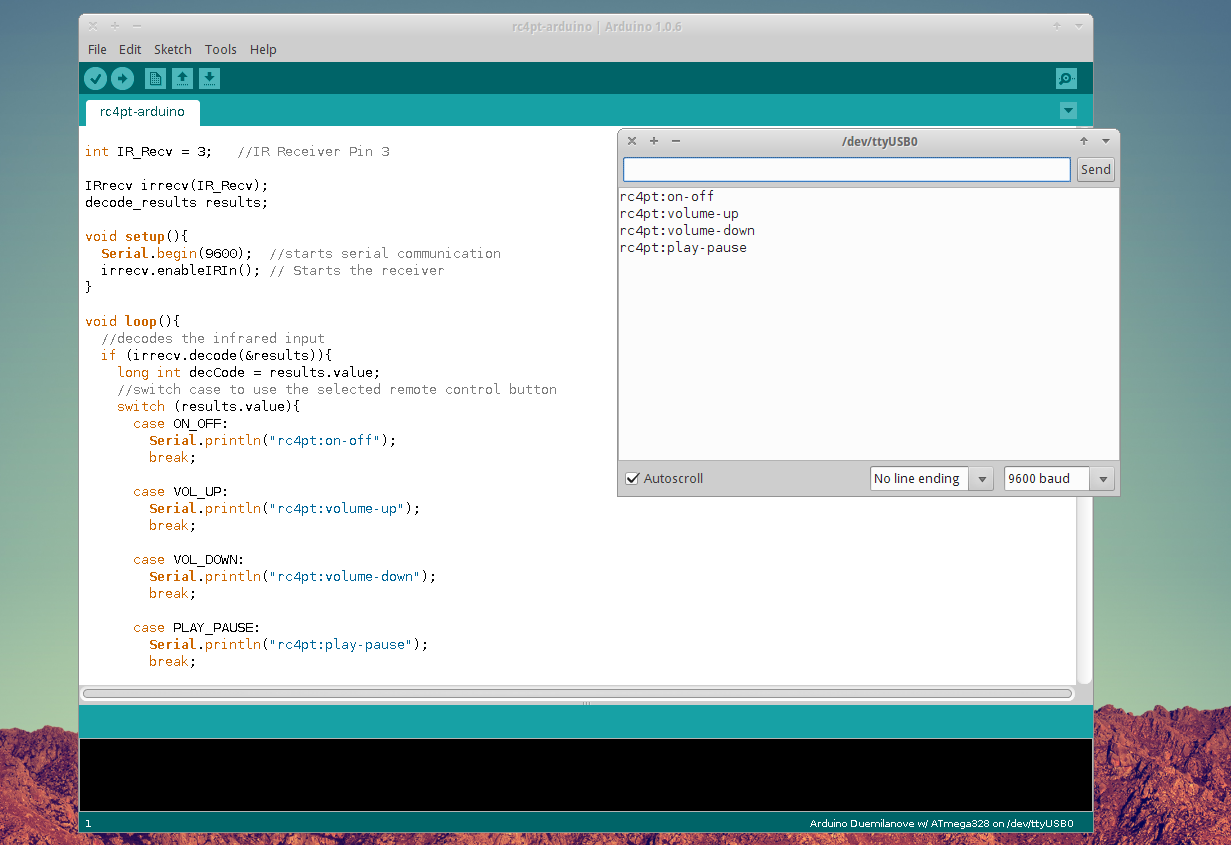 rc4pt-arduino | Arduino 1.0.6
File Edit Sketch Tools Help
rc4pt-arduino
int IR_Recv = 3;   //IR Receiver Pin 3
IRrecv irrecv(IR_Recv);
decode_results results;
void setup(){
  Serial.begin(9600);  //starts serial communication
  irrecv.enableIRIn(); // Starts the receiver
}
void loop(){
  //decodes the infrared input
  if (irrecv.decode(&results)){
    long int decCode = results.value;
    //switch case to use the selected remote control button
    switch (results.value){
      case ON_OFF:
        Serial.println("rc4pt:on-off");
        break;
      case VOL_UP:
        Serial.println("rc4pt:volume-up");
        break;
      case VOL_DOWN:
        Serial.println("rc4pt:volume-down");
        break;
      case PLAY_PAUSE:
        Serial.println("rc4pt:play-pause");
        break;
/dev/ttyUSB0
Send
rc4pt:on-off
rc4pt:volume-up
rc4pt:volume-down
rc4pt:play-pause
Autoscroll No line ending 9600 baud
1 Arduino Duemilanove w/ ATmega328 on /dev/ttyUSB0